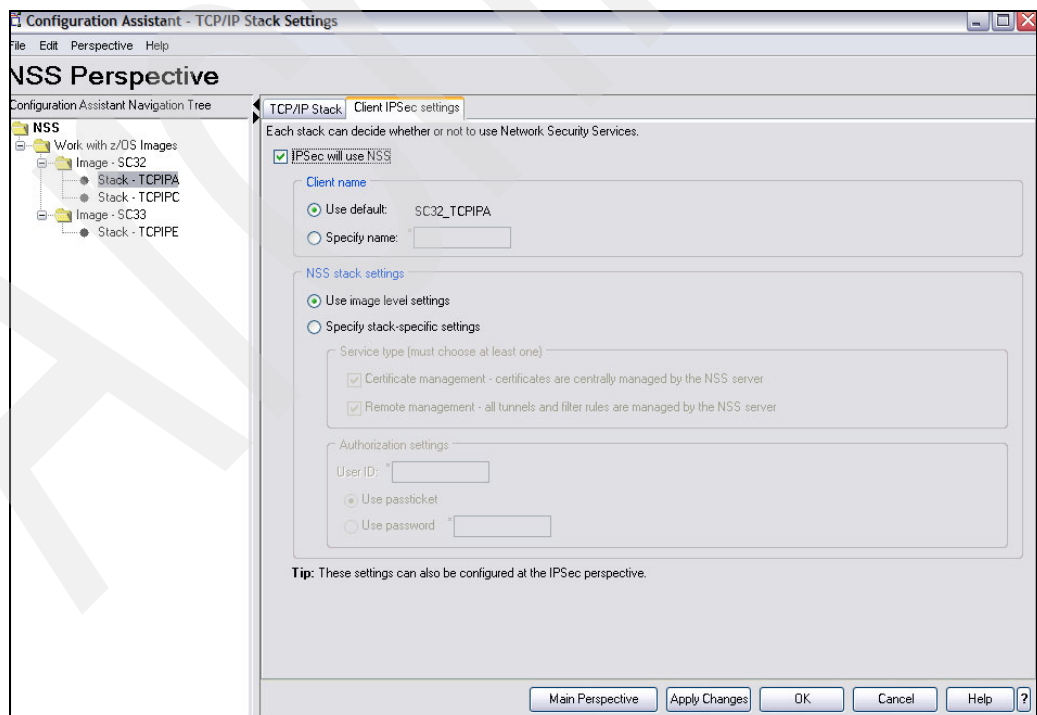 Configuration Assistant - TCP/IP Stack Settings
File Edit Perspective Help
NSS Perspective
Configuration Assistant Navigation Tree
NSS
Work with z/OS Images
Image - SC32
Stack - TCPIPA
Stack - TCPIPC
Image - SC33
Stack - TCPIPE
TCP/IP Stack Client IPSec settings
Each stack can decide whether or not to use Network Security Services.
IPSec will use NSS
Client name
Use default: SC32_TCPIPA
Specify name: *
NSS stack settings
Use image level settings
Specify stack-specific settings
Service type (must choose at least one)
Certificate management - certificates are centrally managed by the NSS server
Remote management - all tunnels and filter rules are managed by the NSS server
Authorization settings
User ID: *
Use passticket
Use password *
Tip: These settings can also be configured at the IPSec perspective.
Main Perspective Apply Changes OK Cancel Help ?